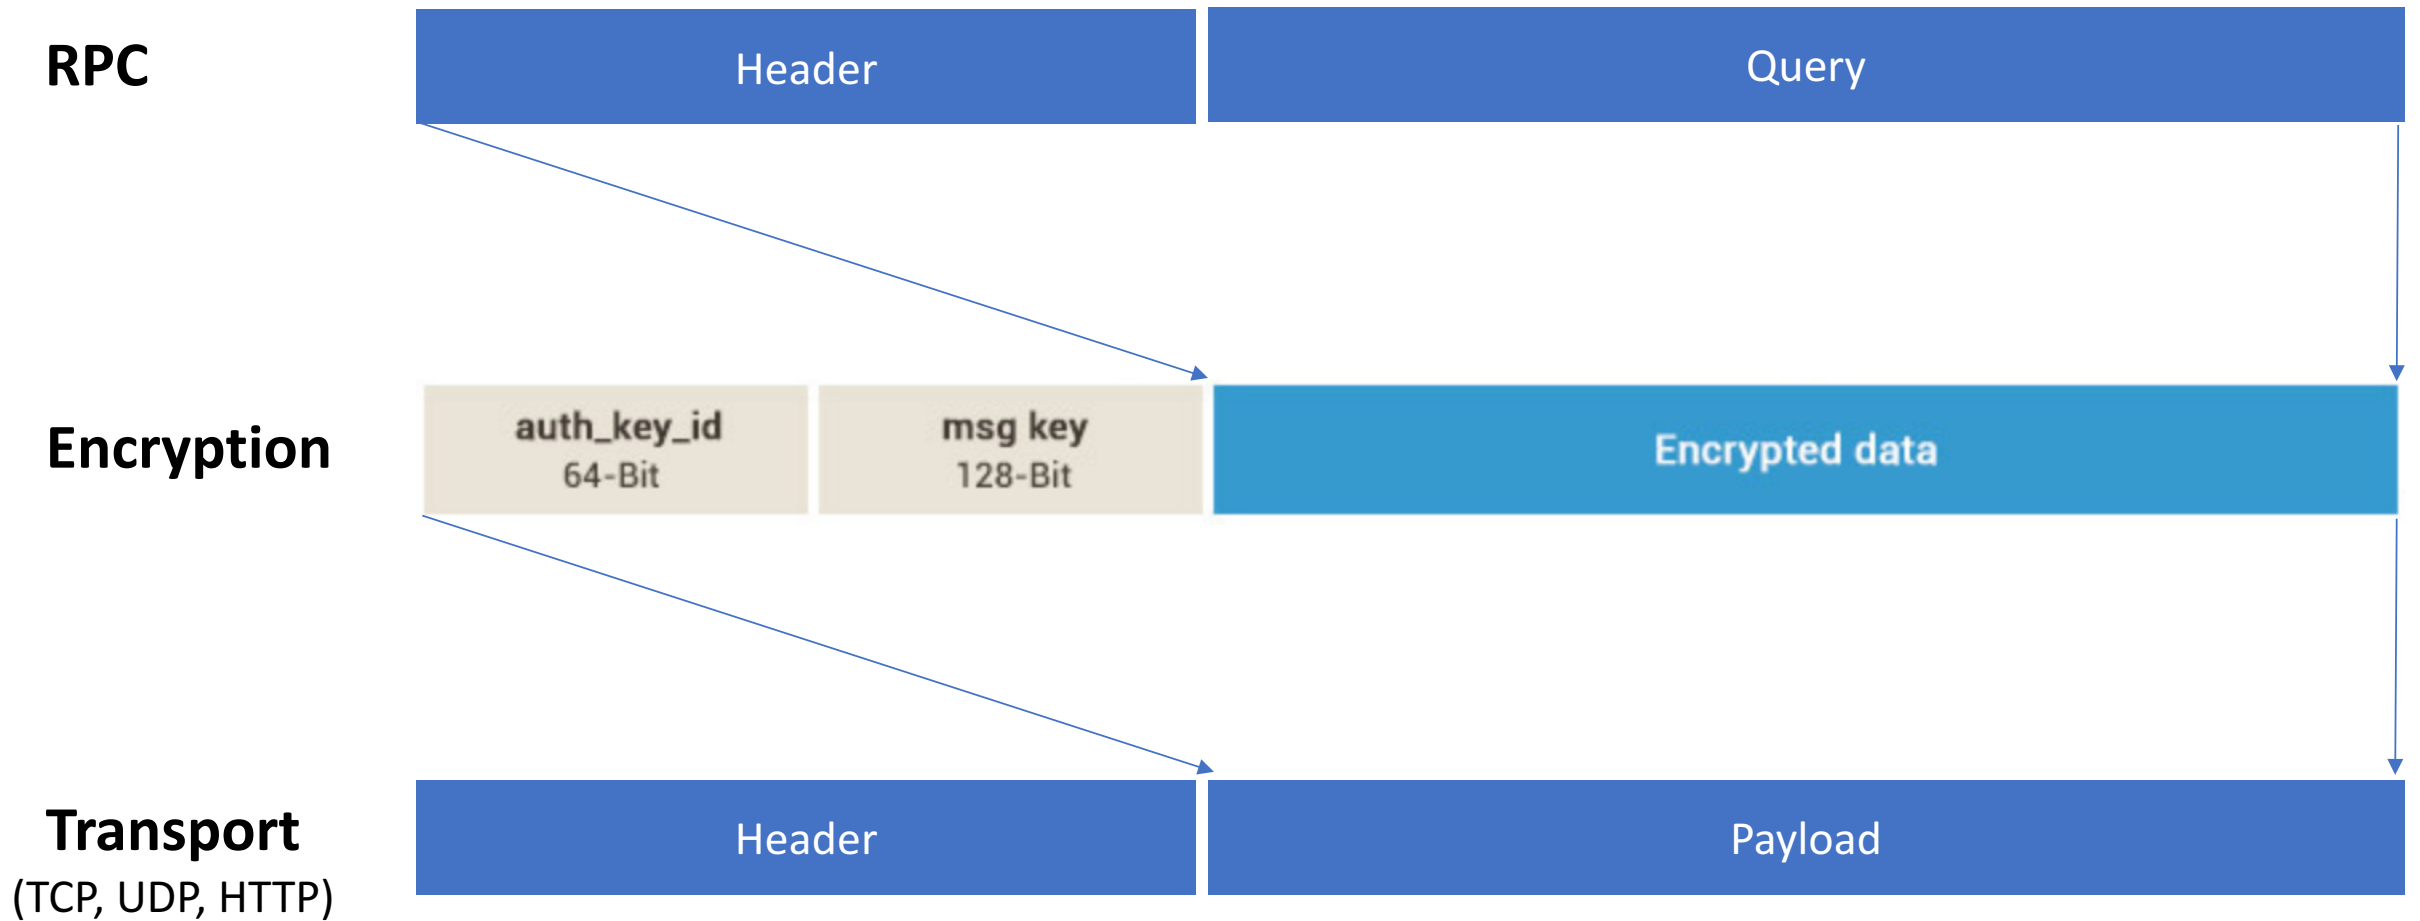 RPC
Header
Query
Encryption
auth_key_id
64-Bit
msg key
128-Bit
Encrypted data
Transport
(TCP, UDP, HTTP)
Header
Payload